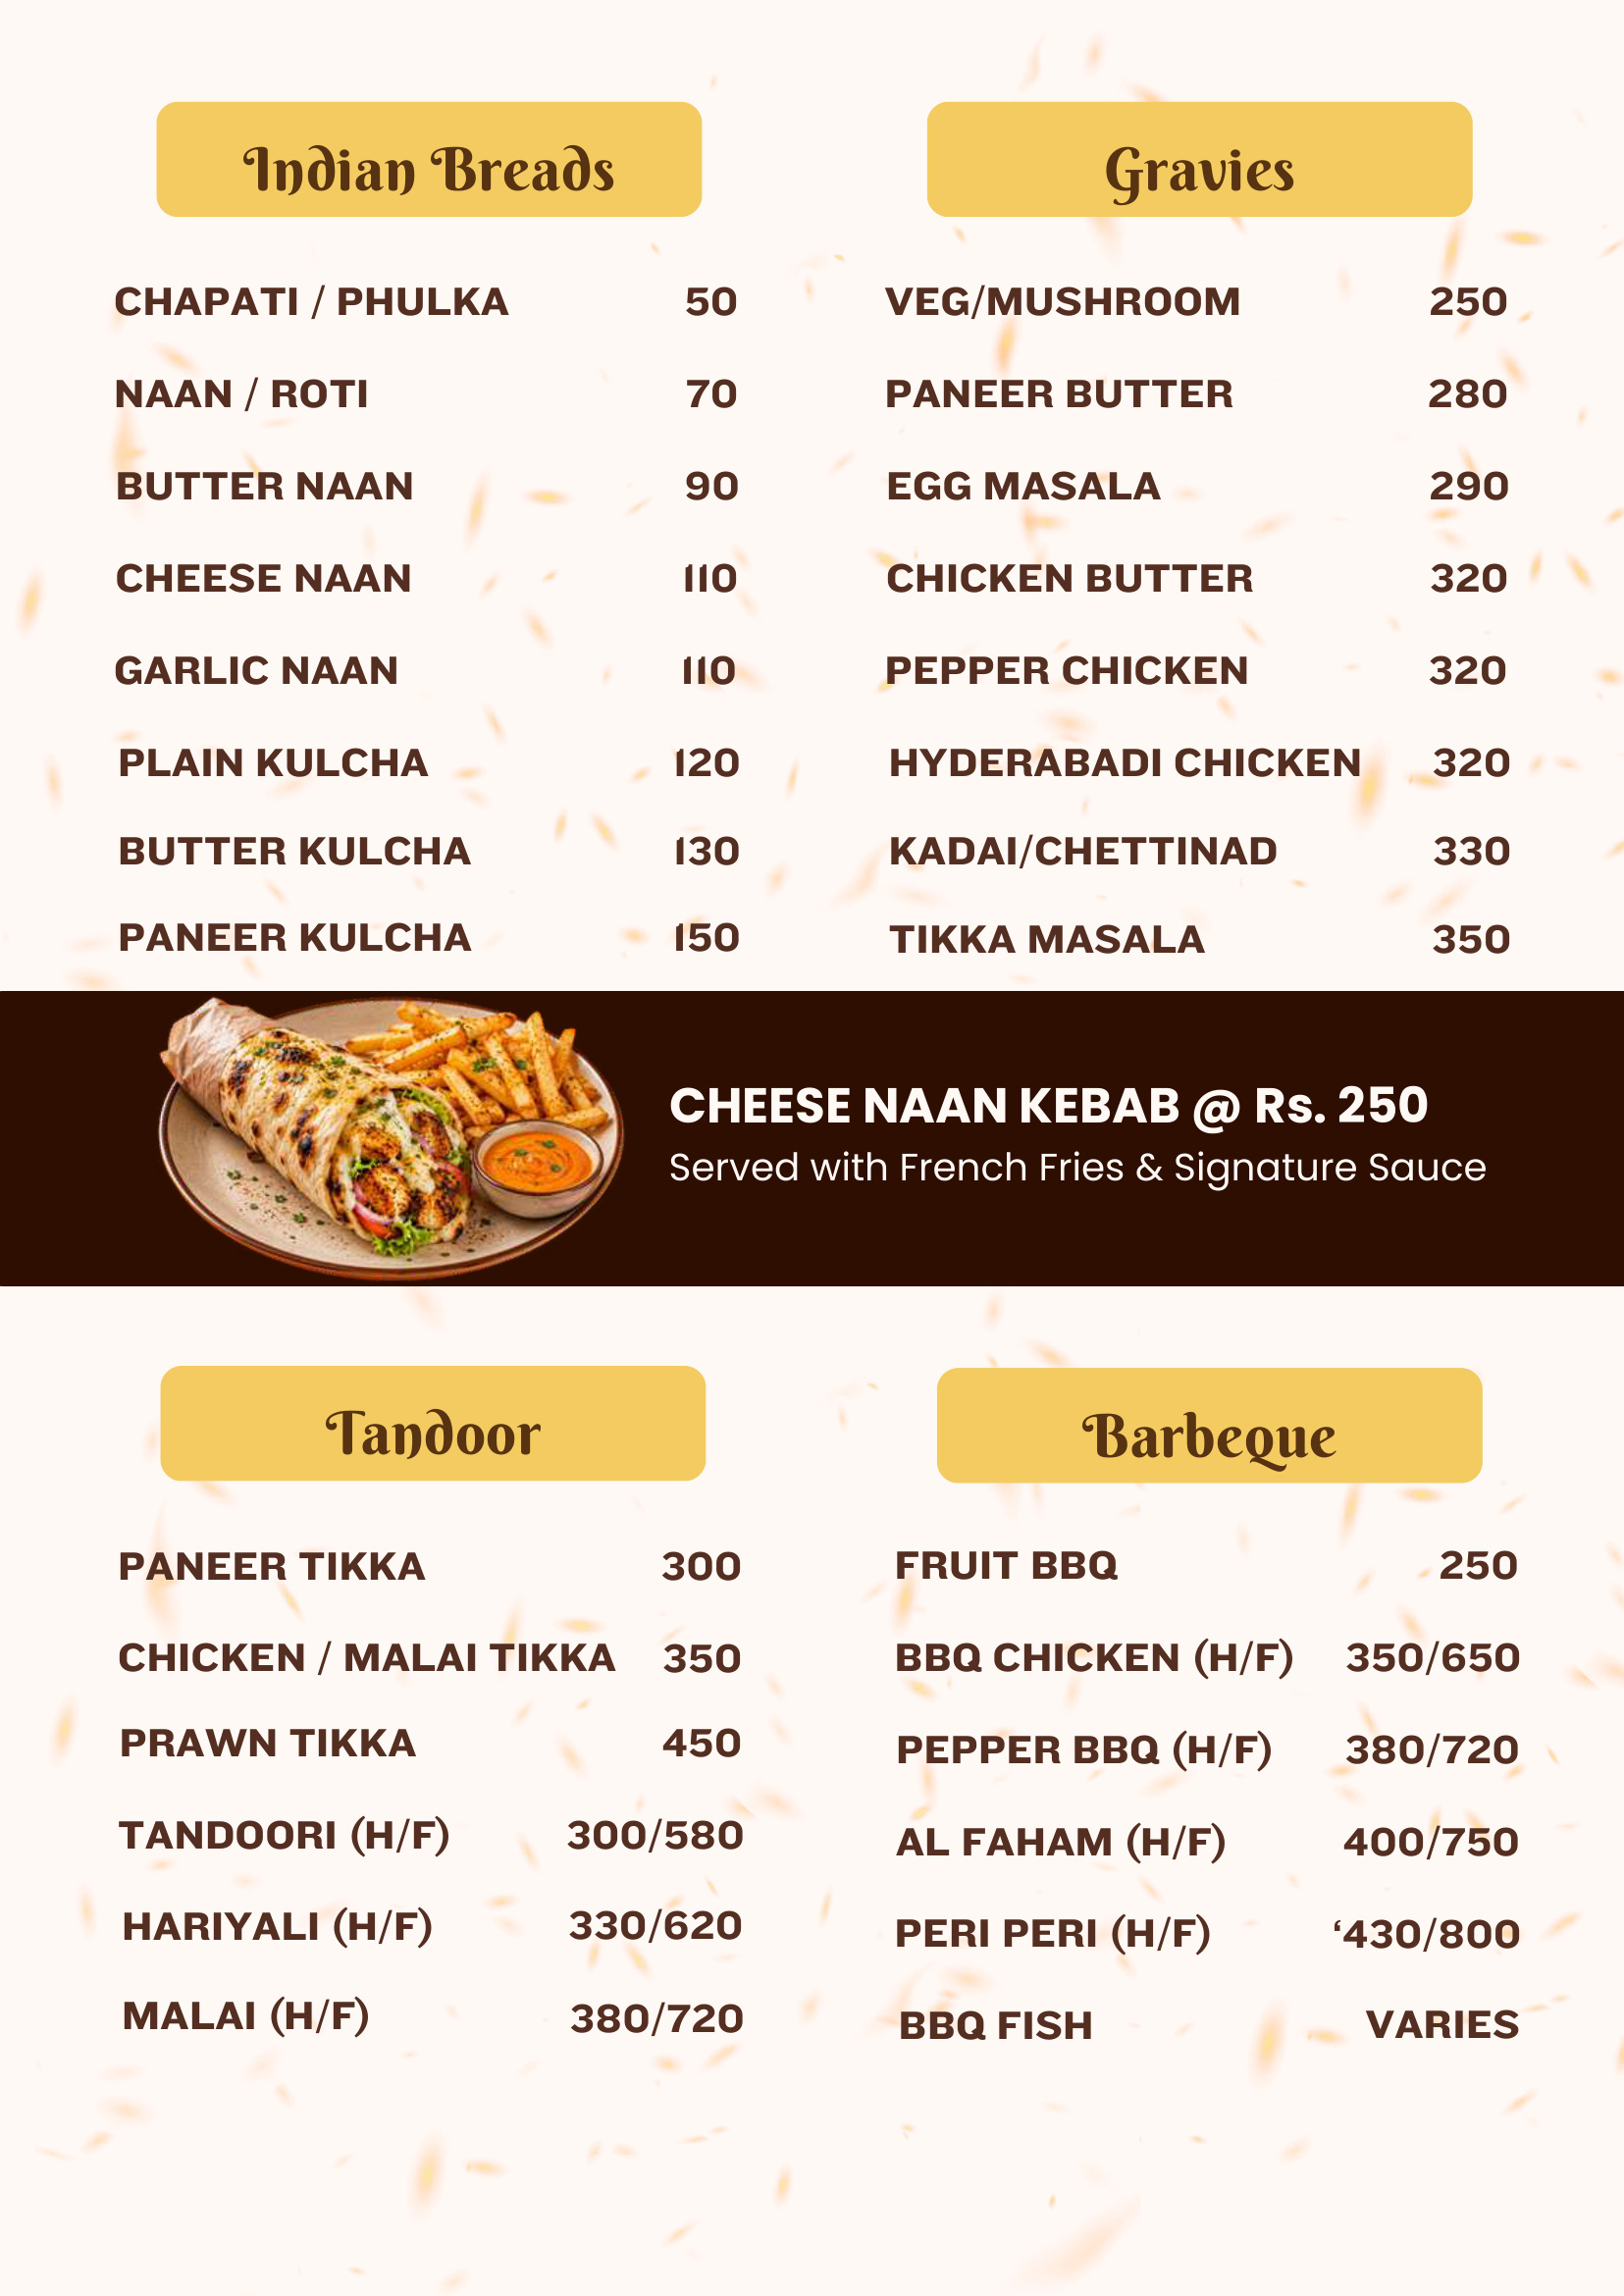 Indian Breads
CHAPATI / PHULKA 50
NAAN / ROTI 70
BUTTER NAAN 90
CHEESE NAAN 110
GARLIC NAAN 110
PLAIN KULCHA 120
BUTTER KULCHA 130
PANEER KULCHA 150
Gravies
VEG/MUSHROOM 250
PANEER BUTTER 280
EGG MASALA 290
CHICKEN BUTTER 320
PEPPER CHICKEN 320
HYDERABADI CHICKEN 320
KADAI/CHETTINAD 330
TIKKA MASALA 350
CHEESE NAAN KEBAB @ Rs. 250
Served with French Fries & Signature Sauce
Tandoor
PANEER TIKKA 300
CHICKEN / MALAI TIKKA 350
PRAWN TIKKA 450
TANDOORI (H/F) 300/580
HARIYALI (H/F) 330/620
MALAI (H/F) 380/720
Barbeque
FRUIT BBQ 250
BBQ CHICKEN (H/F) 350/650
PEPPER BBQ (H/F) 380/720
AL FAHAM (H/F) 400/750
PERI PERI (H/F) ‘430/800
BBQ FISH VARIES